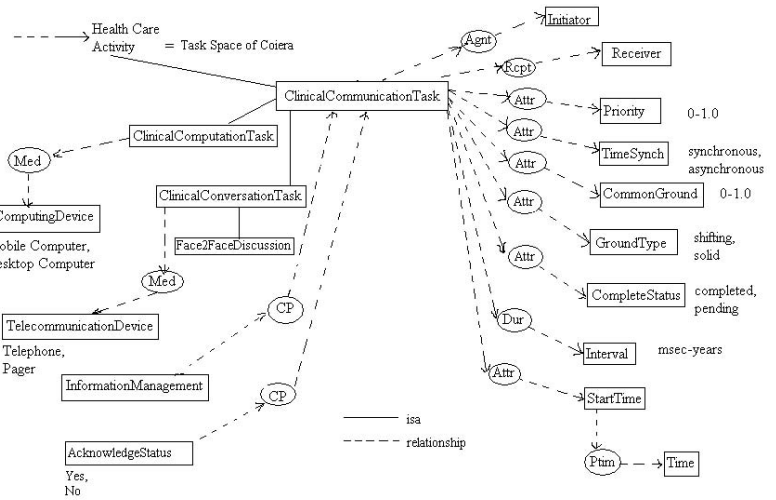 Initiator
Health Care
Activity
= Task Space of Coiera
Agnt
Receiver
Rcpt
ClinicalCommunicationTask
Attr
Priority
0-1.0
ClinicalComputationTask
Attr
TimeSynch
synchronous,
asynchronous
Med
Attr
CommonGround
0-1.0
ClinicalConversationTask
Attr
ComputingDevice
GroundType
shifting,
solid
Face2FaceDiscussion
obile Computer,
esktop Computer
Attr
Med
CompleteStatus
completed,
pending
CP
Dur
TelecommunicationDevice
Telephone,
Pager
Interval
msec-years
InformationManagement
Attr
CP
StartTime
isa
relationship
AcknowledgeStatus
Yes,
No
Ptim
Time